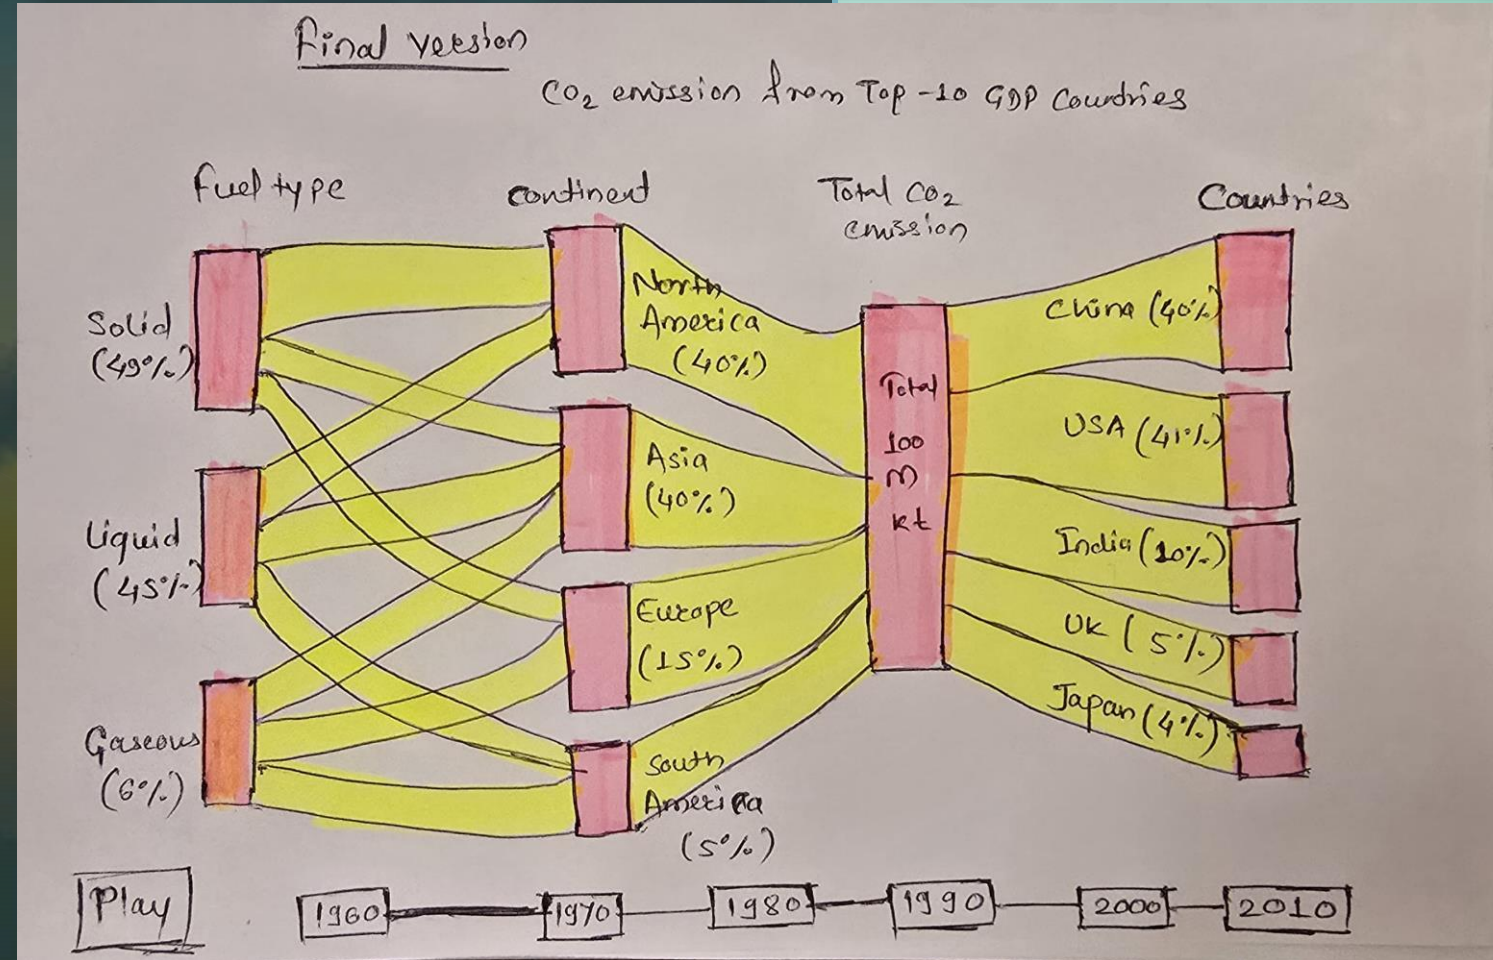 Final version
CO2 emission from Top-10 GDP Countries
Fuel type
continent
Total CO2
emission
Countries
Solid
(49%)
Liquid
(45%)
Gaseous
(6%)
North
America
(40%)
Asia
(40%)
Europe
(15%)
South
America
(5%)
Total
100
M
kt
China (40%)
USA (41%)
India (10%)
UK (5%)
Japan (4%)
Play
1960
1970
1980
1990
2000
2010